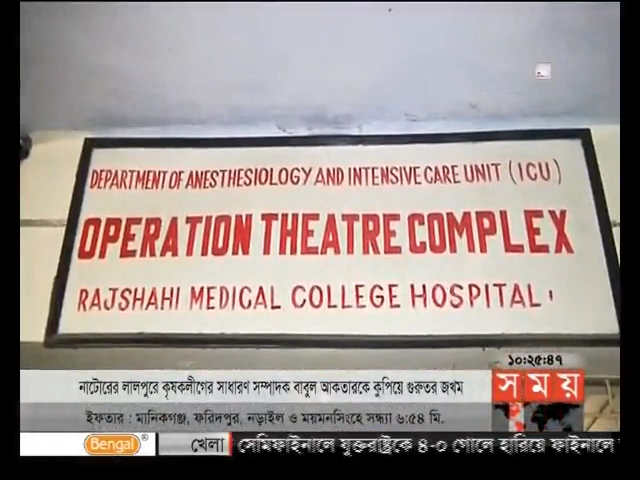 DEPARTMENT OF ANESTHESIOLOGY AND INTENSIVE CARE UNIT (ICU)
OPERATION THEATRE COMPLEX
RAJSHAHI MEDICAL COLLEGE HOSPITAL
১০:২৫:৪৭
নাটোরের লালপুরে কৃষকলীগের সাধারণ সম্পাদক বাবুল আকতারকে কুপিয়ে গুরুতর জখম
সময়
ইফতার : মানিকগঞ্জ, ফরিদপুর, নড়াইল ও ময়মনসিংহে সন্ধ্যা ৬:৫৪ মি.
Bengal® খেলা সেমিফাইনালে যুক্তরাষ্ট্রকে ৪-০ গোলে হারিয়ে ফাইনালে